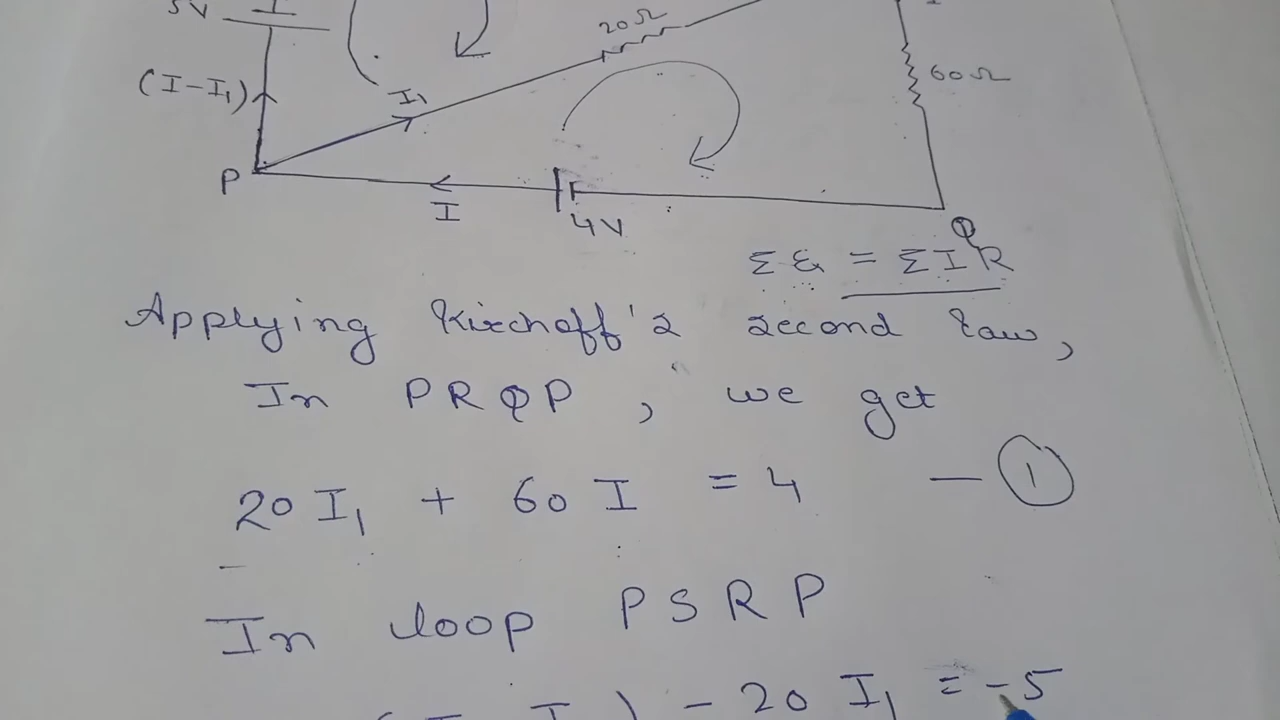 5V
20Ω
60Ω
(I-I₁)
I₁
P
I
4V
Q
Σε = ΣIR
Applying Kirchoff's second law,
In PRQP, we get
20 I₁ + 60 I = 4 — ①
In loop PSRP
- 20 I₁ = -5